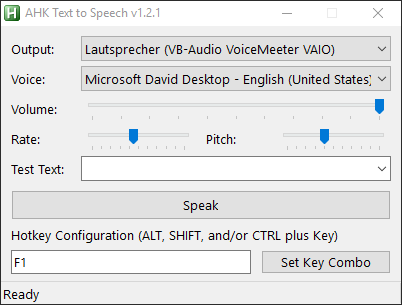 AHK Text to Speech v1.2.1
Output: Lautsprecher (VB-Audio VoiceMeeter VAIO)
Voice: Microsoft David Desktop - English (United States)
Volume:
Rate: Pitch:
Test Text:
Speak
Hotkey Configuration (ALT, SHIFT, and/or CTRL plus Key)
F1 Set Key Combo
Ready